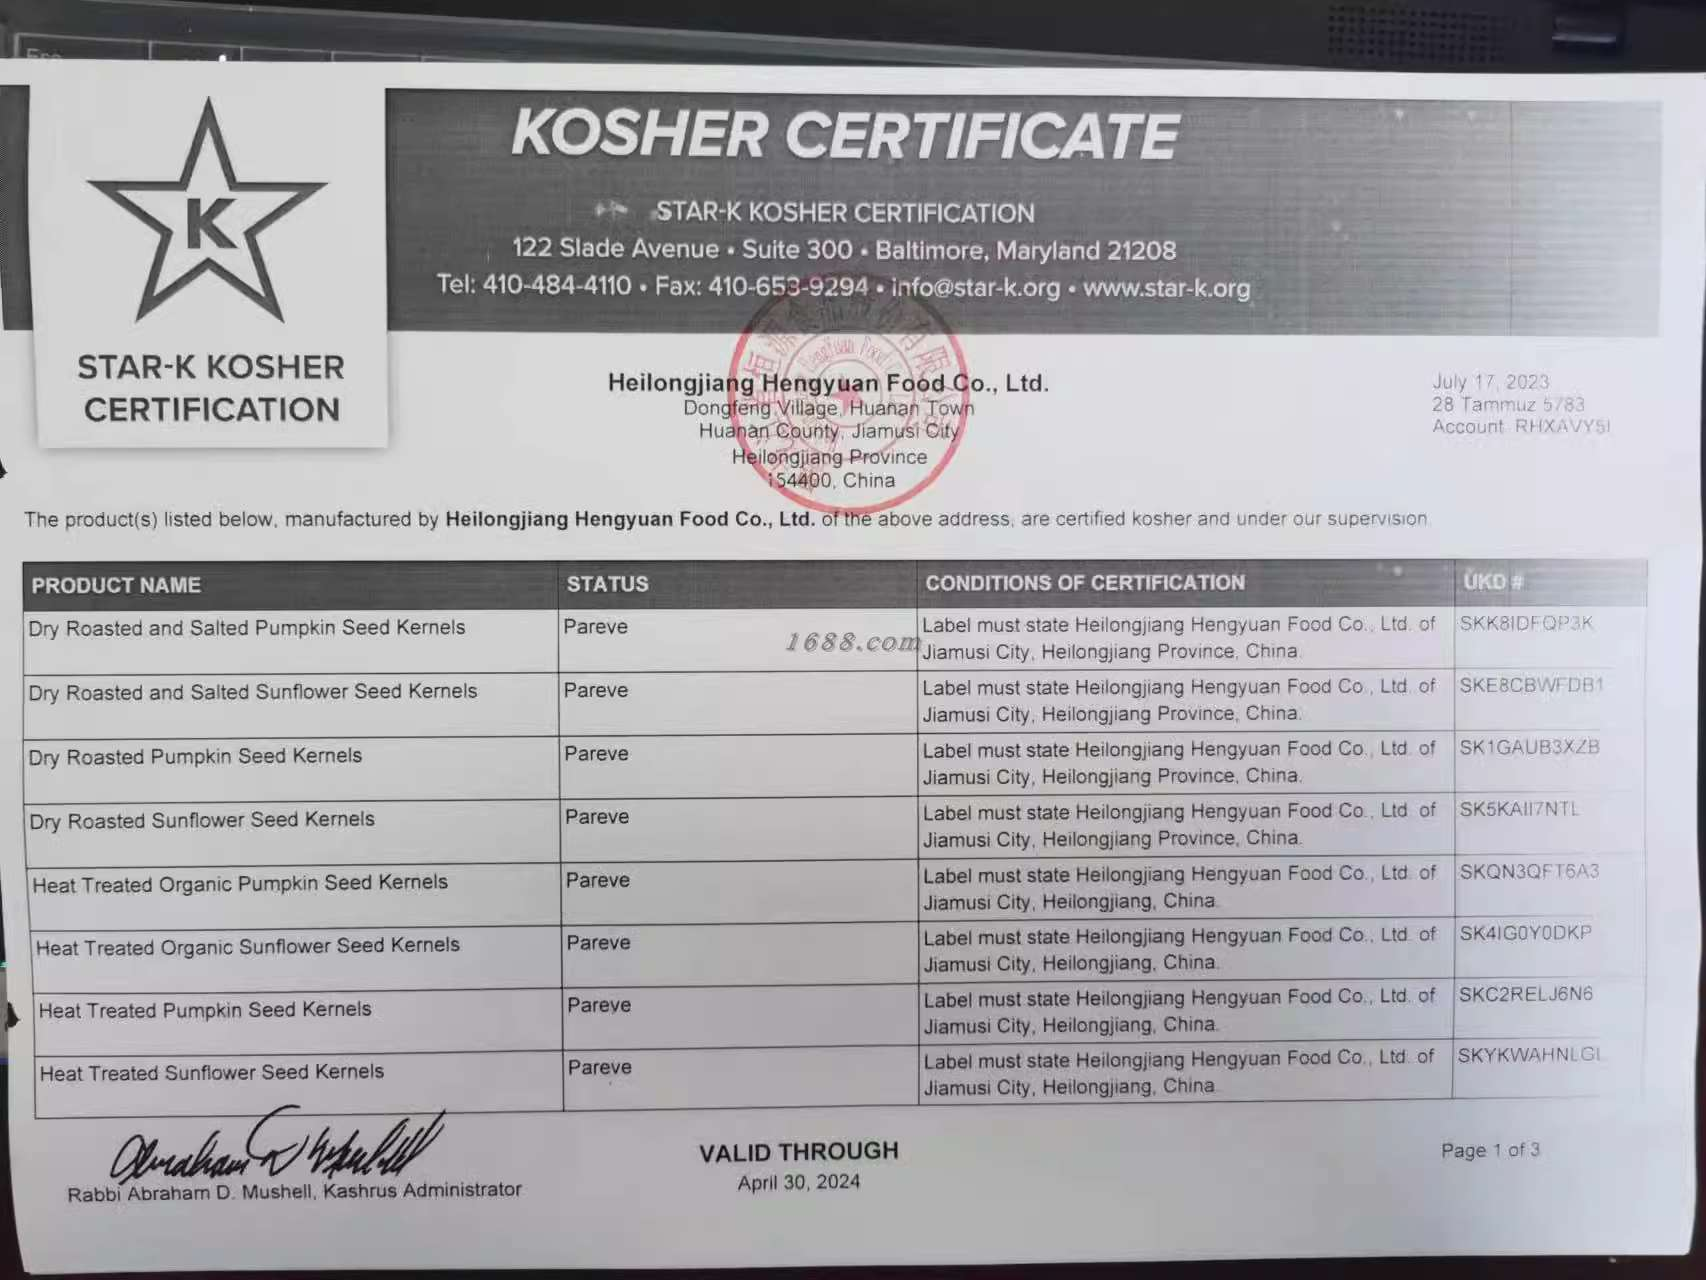 Esc
KOSHER CERTIFICATE
STAR-K KOSHER CERTIFICATION
122 Slade Avenue • Suite 300 • Baltimore, Maryland 21208
Tel: 410-484-4110 • Fax: 410-653-9294 • info@star-k.org • www.star-k.org
K
STAR-K KOSHER
CERTIFICATION
Heilongjiang Hengyuan Food Co., Ltd.
Dongfeng Village, Huanan Town
Huanan County, Jiamusi City
Heilongjiang Province
154400, China
July 17, 2023
28 Tammuz 5783
Account RHXAVY5I
The product(s) listed below, manufactured by Heilongjiang Hengyuan Food Co., Ltd. of the above address, are certified kosher and under our supervision
PRODUCT NAME STATUS CONDITIONS OF CERTIFICATION UKD #
Dry Roasted and Salted Pumpkin Seed Kernels Pareve Label must state Heilongjiang Hengyuan Food Co., Ltd. of SKK8IDFQP3K
Jiamusi City, Heilongjiang Province, China.
1688.com
Dry Roasted and Salted Sunflower Seed Kernels Pareve Label must state Heilongjiang Hengyuan Food Co., Ltd. of SKE8CBWFDB1
Jiamusi City, Heilongjiang Province, China.
Dry Roasted Pumpkin Seed Kernels Pareve Label must state Heilongjiang Hengyuan Food Co., Ltd. of SK1GAUB3XZB
Jiamusi City, Heilongjiang Province, China.
Dry Roasted Sunflower Seed Kernels Pareve Label must state Heilongjiang Hengyuan Food Co., Ltd. of SK5KAII7NTL
Jiamusi City, Heilongjiang Province, China.
Heat Treated Organic Pumpkin Seed Kernels Pareve Label must state Heilongjiang Hengyuan Food Co., Ltd. of SKQN3QFT6A3
Jiamusi City, Heilongjiang, China.
Heat Treated Organic Sunflower Seed Kernels Pareve Label must state Heilongjiang Hengyuan Food Co., Ltd. of SK4IG0Y0DKP
Jiamusi City, Heilongjiang, China.
Heat Treated Pumpkin Seed Kernels Pareve Label must state Heilongjiang Hengyuan Food Co., Ltd. of SKC2RELJ6N6
Jiamusi City, Heilongjiang, China.
Heat Treated Sunflower Seed Kernels Pareve Label must state Heilongjiang Hengyuan Food Co., Ltd. of SKYKWAHNLGL
Jiamusi City, Heilongjiang, China.
Rabbi Abraham D. Mushell, Kashrus Administrator
VALID THROUGH
April 30, 2024
Page 1 of 3